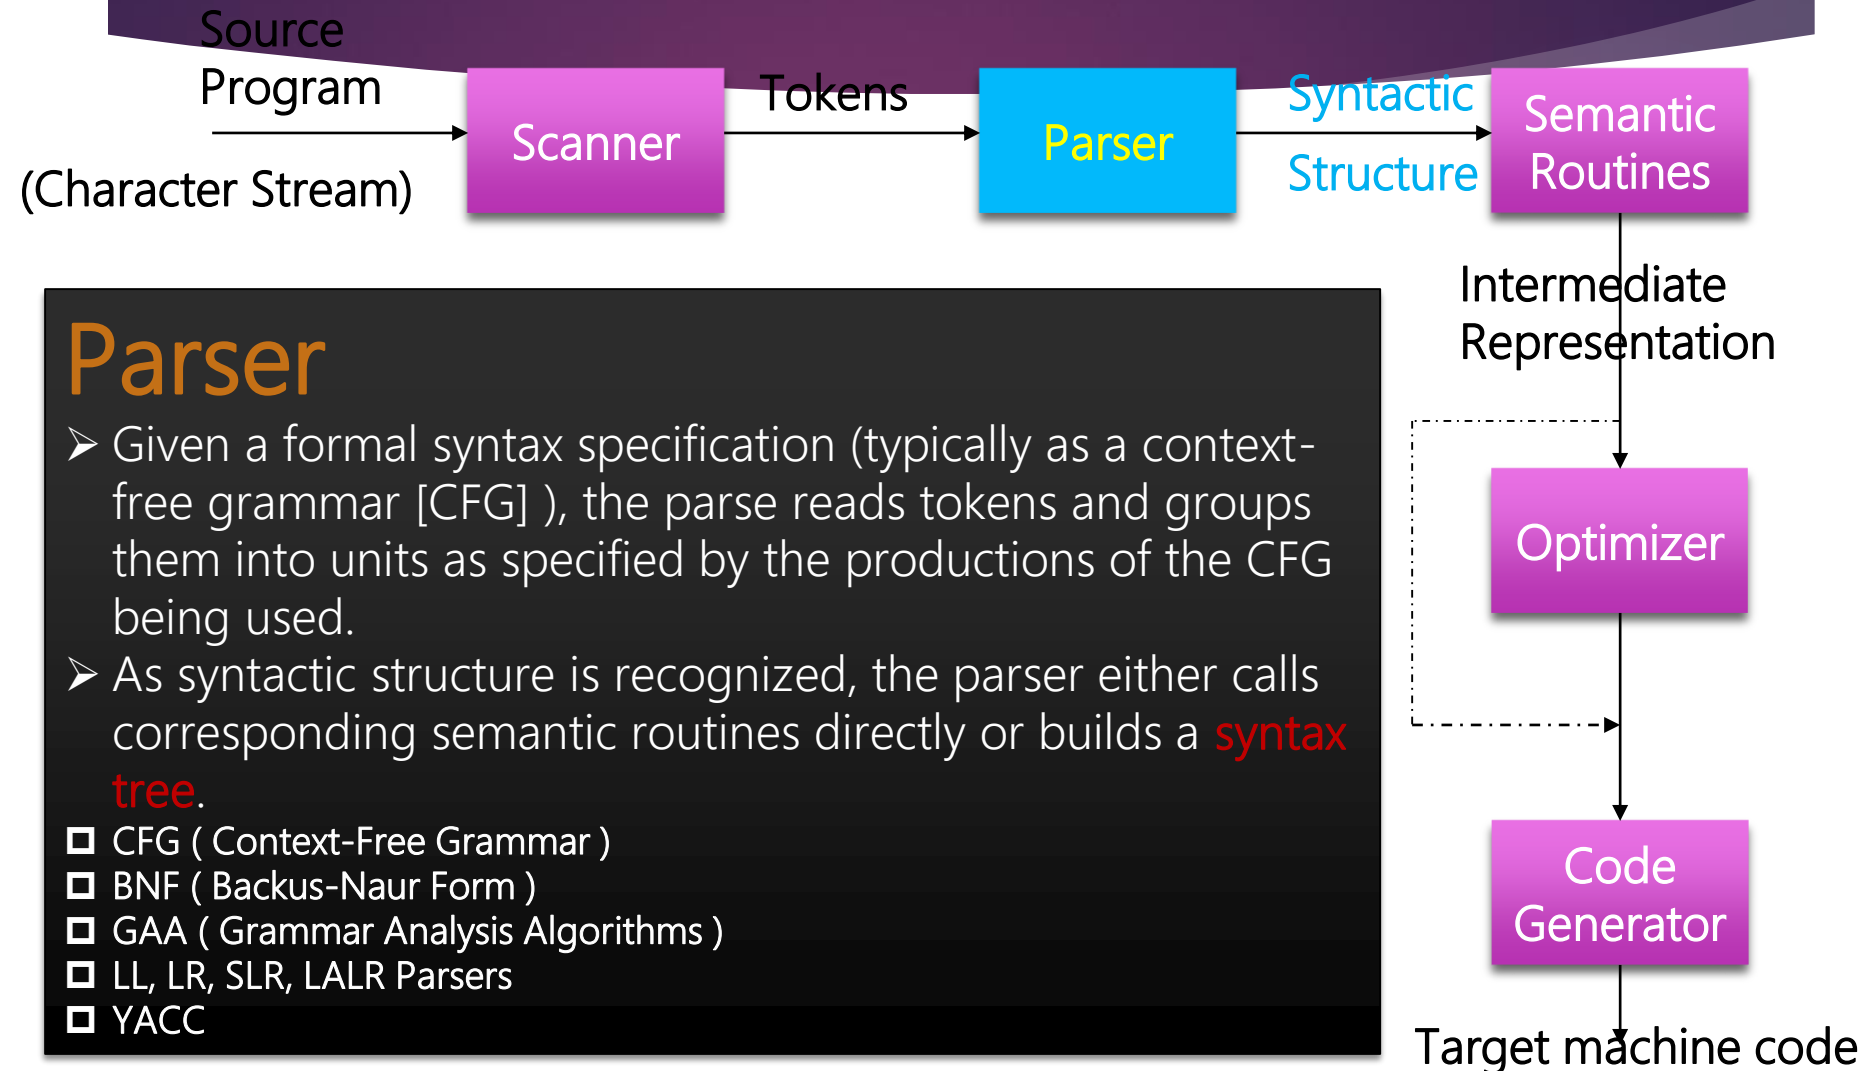 Source
Program
(Character Stream)
Scanner
Tokens
Parser
Syntactic
Structure
Semantic
Routines
Intermediate
Representation
Optimizer
Code
Generator
Target machine code
Parser
Given a formal syntax specification (typically as a context-
free grammar [CFG] ), the parse reads tokens and groups
them into units as specified by the productions of the CFG
being used.
As syntactic structure is recognized, the parser either calls
corresponding semantic routines directly or builds a syntax
tree.
CFG ( Context-Free Grammar )
BNF ( Backus-Naur Form )
GAA ( Grammar Analysis Algorithms )
LL, LR, SLR, LALR Parsers
YACC